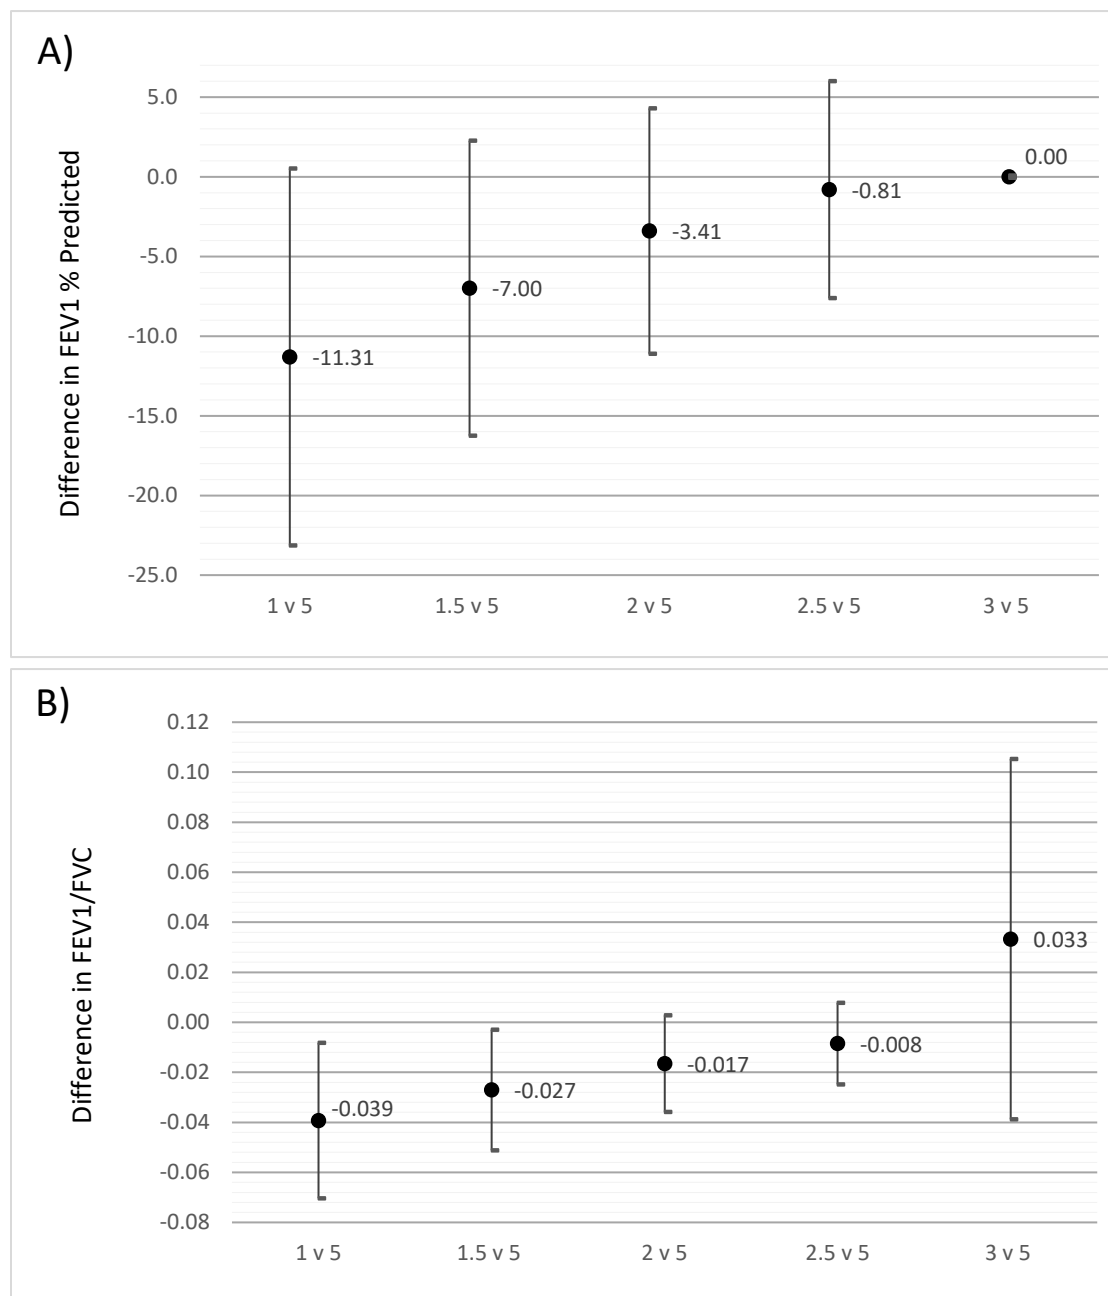 A)
Difference in FEV1 % Predicted
5.0
0.0
-5.0
-10.0
-15.0
-20.0
-25.0
-11.31
-7.00
-3.41
-0.81
0.00
1 v 5
1.5 v 5
2 v 5
2.5 v 5
3 v 5
B)
Difference in FEV1/FVC
0.12
0.10
0.08
0.06
0.04
0.02
0.00
-0.02
-0.04
-0.06
-0.08
-0.039
-0.027
-0.017
-0.008
0.033
1 v 5
1.5 v 5
2 v 5
2.5 v 5
3 v 5